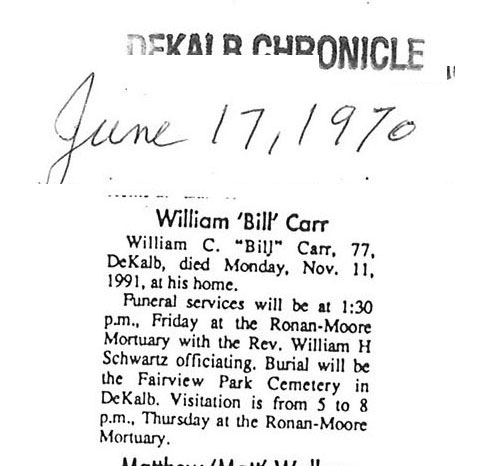 DEKALB CHRONICLE
June 17, 1970
William 'Bill' Carr
William C. "Bill" Carr, 77,
DeKalb, died Monday, Nov. 11,
1991, at his home.
Funeral services will be at 1:30
p.m., Friday at the Ronan-Moore
Mortuary with the Rev. William H
Schwartz officiating. Burial will be
the Fairview Park Cemetery in
DeKalb. Visitation is from 5 to 8
p.m., Thursday at the Ronan-Moore
Mortuary.